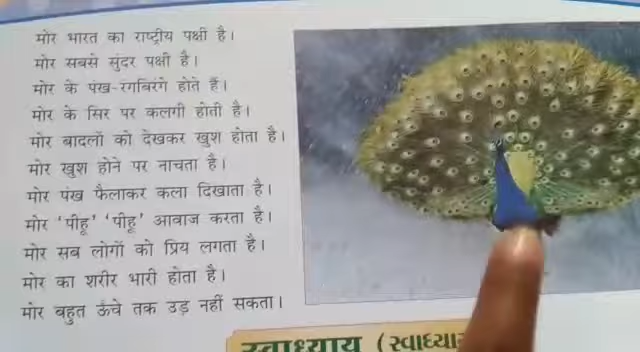 मोर भारत का राष्ट्रीय पक्षी है।
मोर सबसे सुंदर पक्षी है।
मोर के पंख-रंगबिरंगे होते हैं।
मोर के सिर पर कलगी होती है।
मोर बादलों को देखकर खुश होता है।
मोर खुश होने पर नाचता है।
मोर पंख फैलाकर कला दिखाता है।
मोर 'पीहू' 'पीहू' आवाज करता है।
मोर सब लोगों को प्रिय लगता है।
मोर का शरीर भारी होता है।
मोर बहुत ऊंचे तक उड़ नहीं सकता।
स्वाध्याय (સ્વાધ્યા